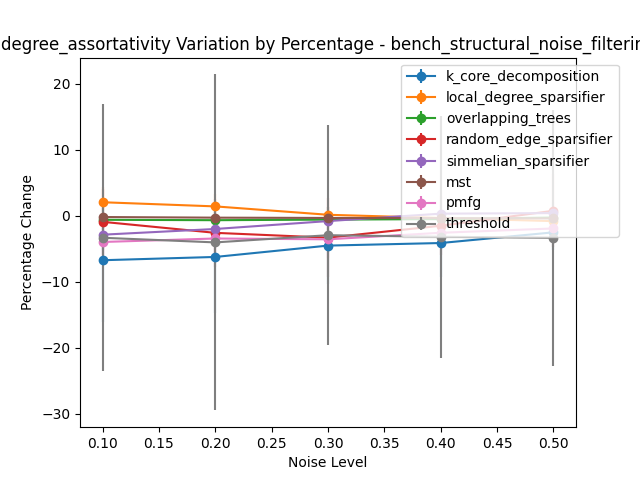 degree_assortativity Variation by Percentage - bench_structural_noise_filterin
k_core_decomposition
local_degree_sparsifier
overlapping_trees
random_edge_sparsifier
simmelian_sparsifier
mst
pmfg
threshold
Percentage Change
20
10
0
−10
−20
−30
0.10 0.15 0.20 0.25 0.30 0.35 0.40 0.45 0.50
Noise Level